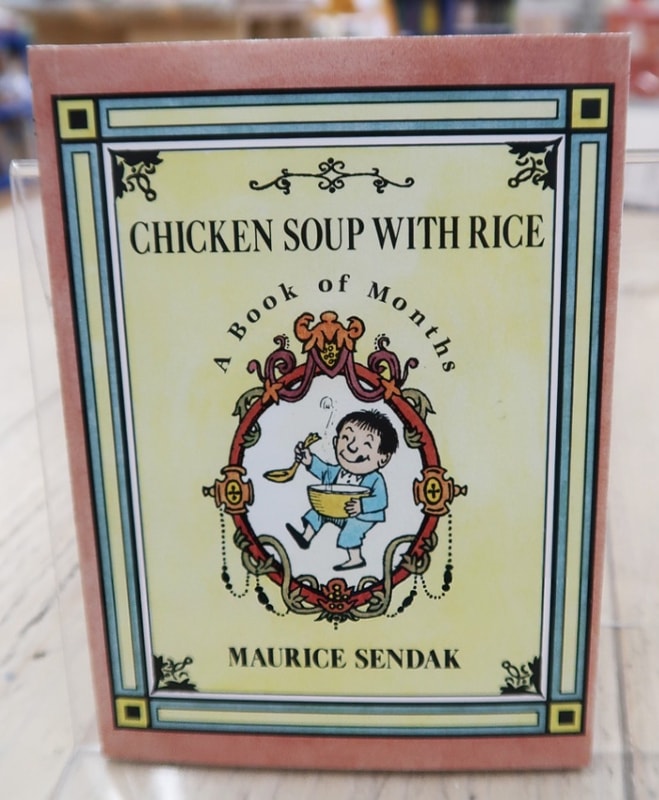 CHICKEN SOUP WITH RICE
A Book of Months
MAURICE SENDAK